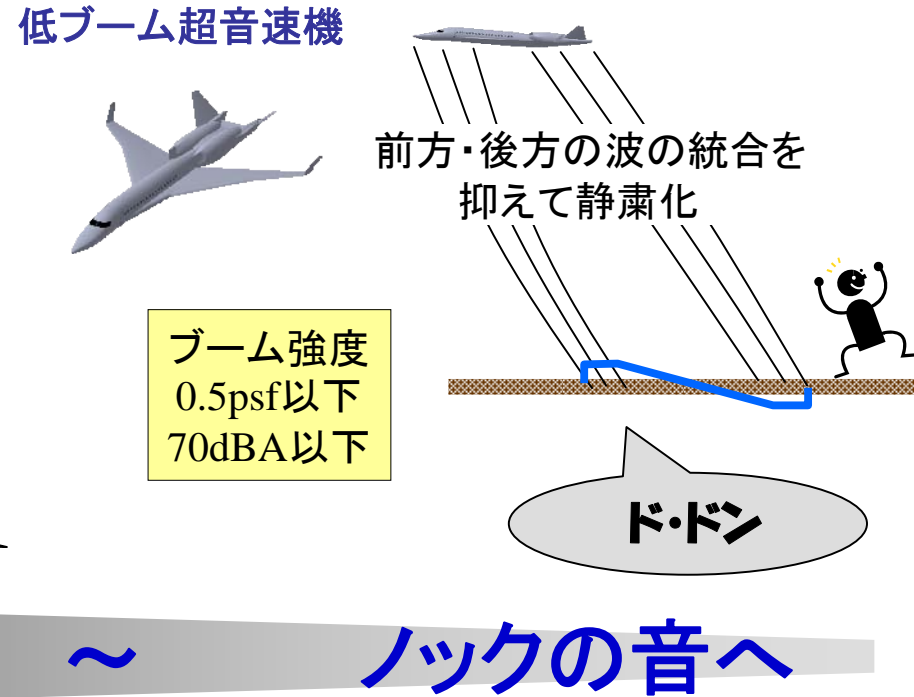 低ブーム超音速機
前方・後方の波の統合を
抑えて静粛化
ブーム強度
0.5psf以下
70dBA以下
ド・ドン
～ ノックの音へ